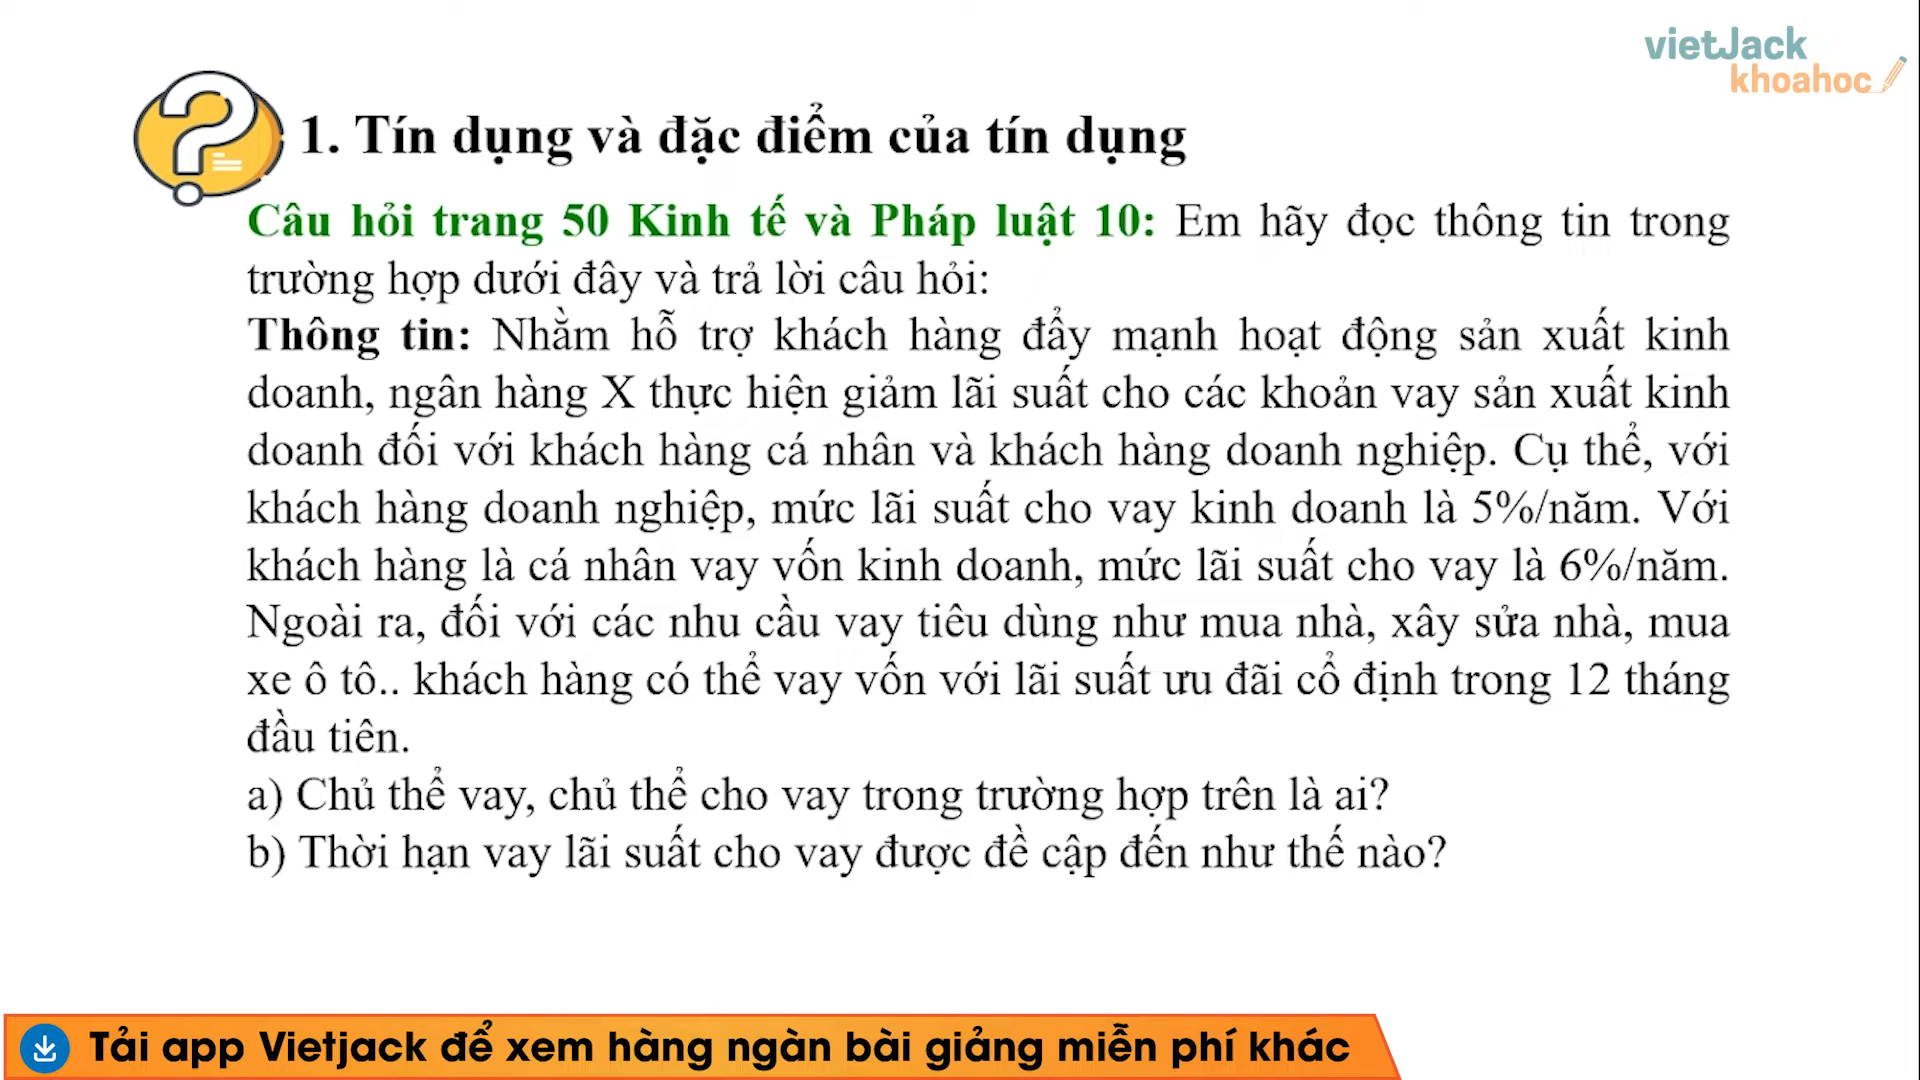 vietJack
khoahoc
1. Tín dụng và đặc điểm của tín dụng
Câu hỏi trang 50 Kinh tế và Pháp luật 10: Em hãy đọc thông tin trong
trường hợp dưới đây và trả lời câu hỏi:
Thông tin: Nhằm hỗ trợ khách hàng đẩy mạnh hoạt động sản xuất kinh
doanh, ngân hàng X thực hiện giảm lãi suất cho các khoản vay sản xuất kinh
doanh đối với khách hàng cá nhân và khách hàng doanh nghiệp. Cụ thể, với
khách hàng doanh nghiệp, mức lãi suất cho vay kinh doanh là 5%/năm. Với
khách hàng là cá nhân vay vốn kinh doanh, mức lãi suất cho vay là 6%/năm.
Ngoài ra, đối với các nhu cầu vay tiêu dùng như mua nhà, xây sửa nhà, mua
xe ô tô.. khách hàng có thể vay vốn với lãi suất ưu đãi cổ định trong 12 tháng
đầu tiên.
a) Chủ thể vay, chủ thể cho vay trong trường hợp trên là ai?
b) Thời hạn vay lãi suất cho vay được đề cập đến như thế nào?
Tải app Vietjack để xem hàng ngàn bài giảng miễn phí khác